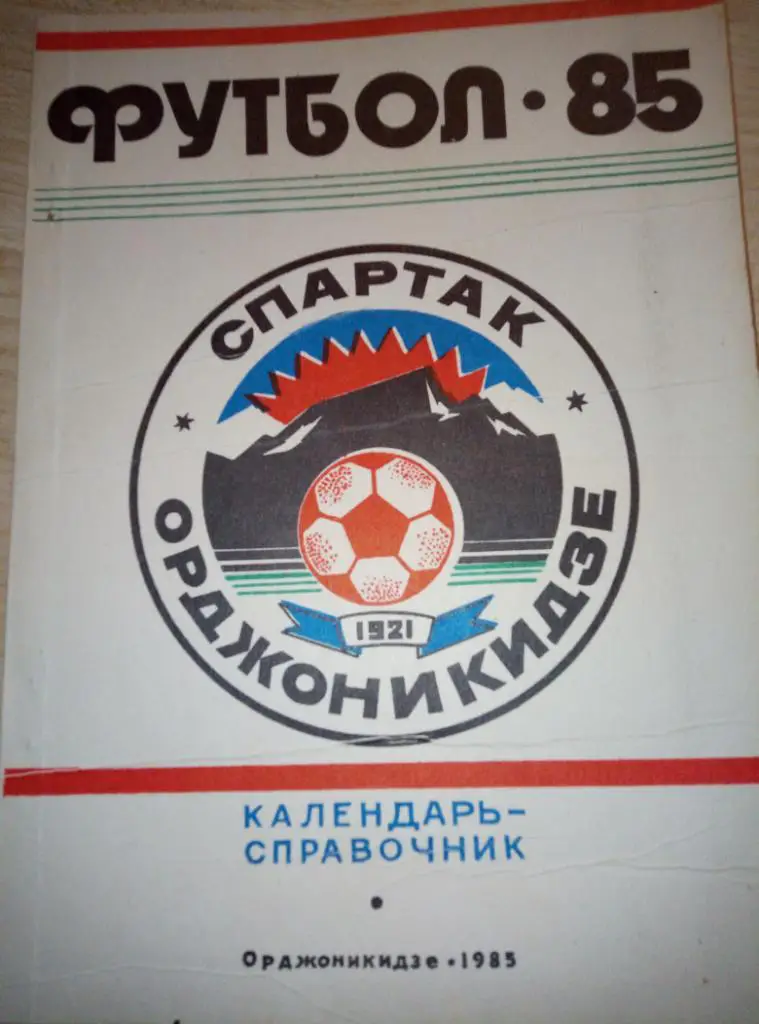 ФУТБОЛ · 85
СПАРТАК
ОРДЖОНИКИДЗЕ
1921
КАЛЕНДАРЬ-
СПРАВОЧНИК
Орджоникидзе • 1985